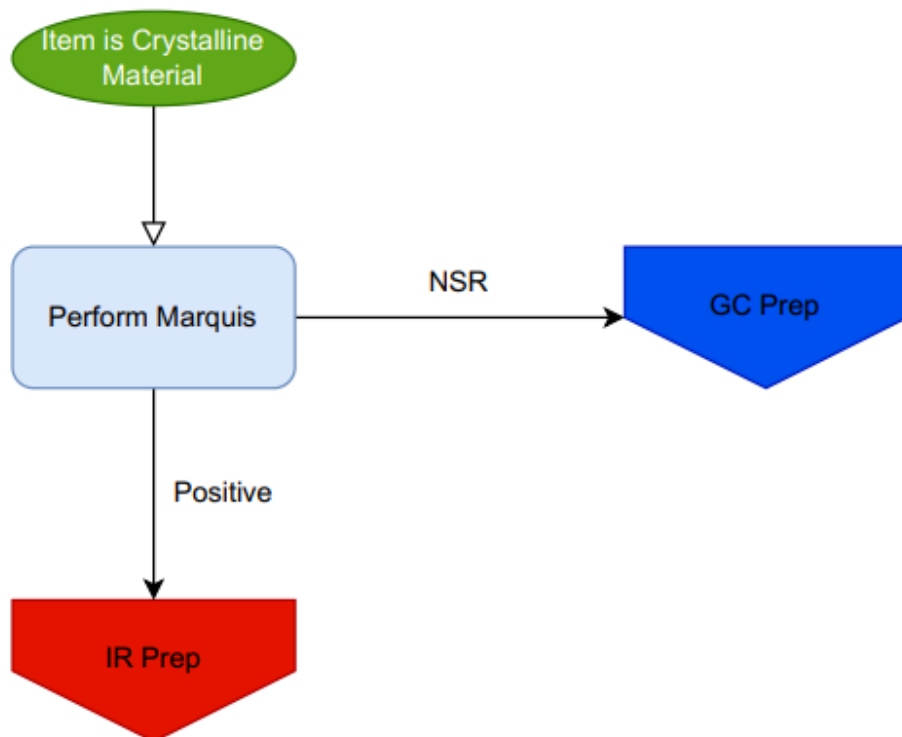 Item is Crystalline
Material
Perform Marquis
NSR
GC Prep
Positive
IR Prep